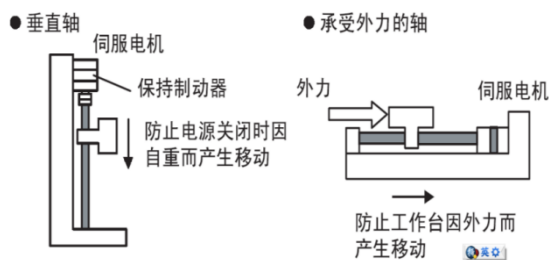 ● 垂直轴
伺服电机
保持制动器
防止电源关闭时因
自重而产生移动
● 承受外力的轴
外力
伺服电机
防止工作台因外力而
产生移动
英